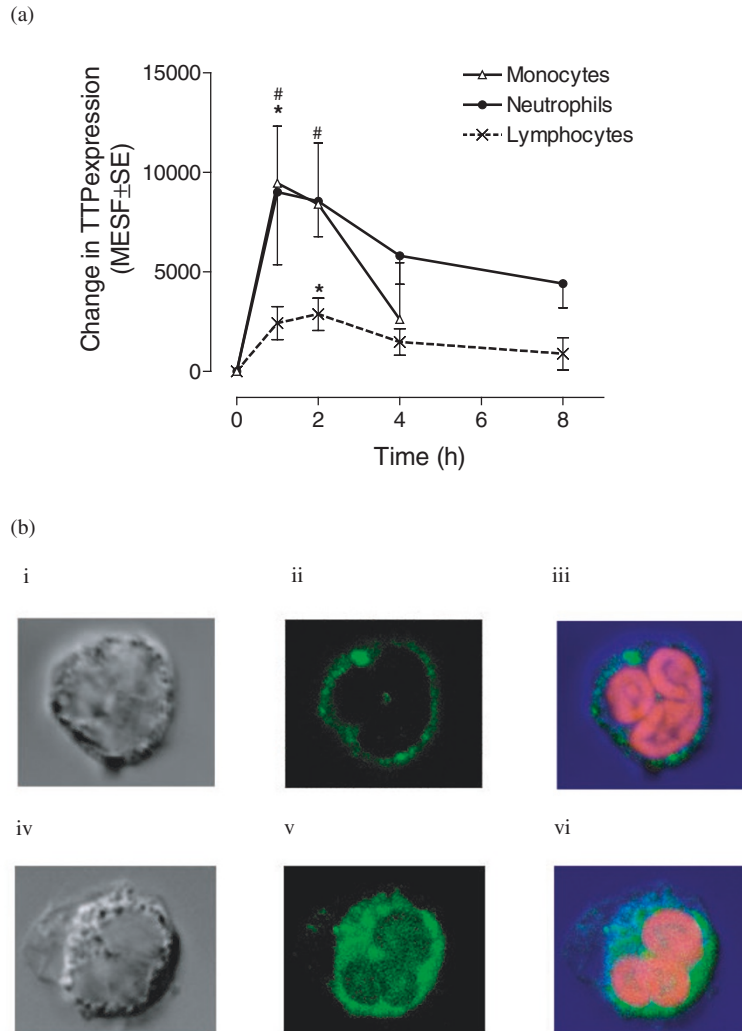 (a)
15000
10000
5000
0
Change in TTPexpression
(MESF±SE)
#
*
#
*
Monocytes
Neutrophils
Lymphocytes
0 2 4 6 8
Time (h)
(b)
i ii iii
iv v vi